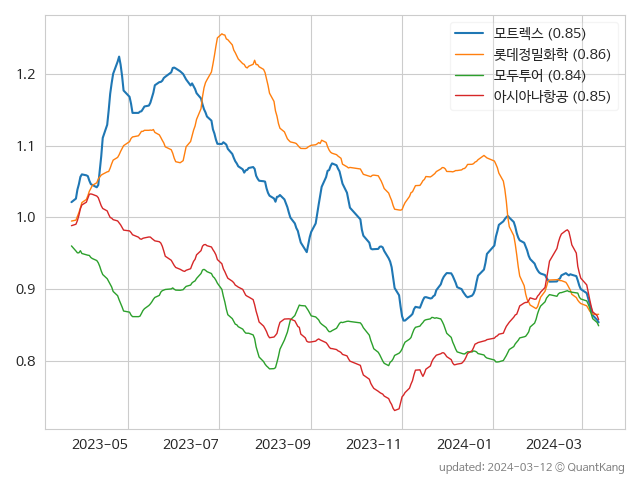 모트렉스 (0.85)
롯데정밀화학 (0.86)
모두투어 (0.84)
아시아나항공 (0.85)
1.2
1.1
1.0
0.9
0.8
2023-05 2023-07 2023-09 2023-11 2024-01 2024-03
updated: 2024-03-12 © QuantKang